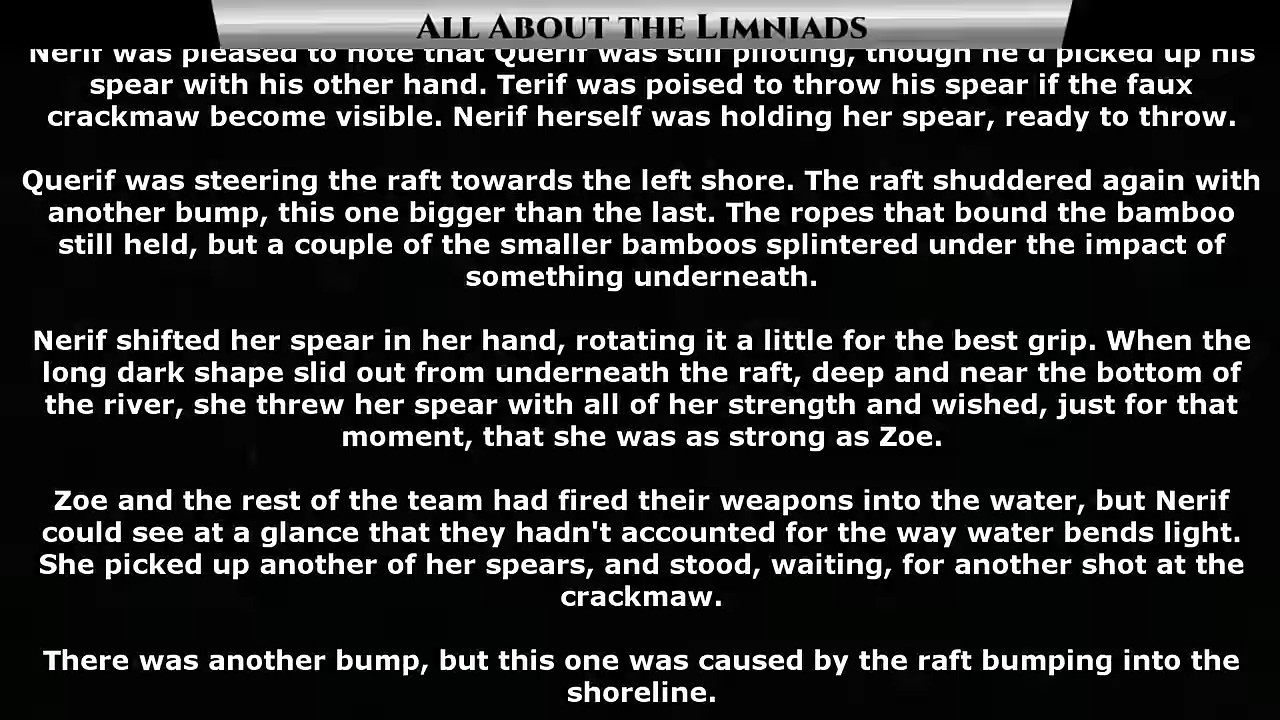 All About the Limniads
Nerif was pleased to note that Querif was still piloting, though he'd picked up his
spear with his other hand. Terif was poised to throw his spear if the faux
crackmaw become visible. Nerif herself was holding her spear, ready to throw.
Querif was steering the raft towards the left shore. The raft shuddered again with
another bump, this one bigger than the last. The ropes that bound the bamboo
still held, but a couple of the smaller bamboos splintered under the impact of
something underneath.
Nerif shifted her spear in her hand, rotating it a little for the best grip. When the
long dark shape slid out from underneath the raft, deep and near the bottom of
the river, she threw her spear with all of her strength and wished, just for that
moment, that she was as strong as Zoe.
Zoe and the rest of the team had fired their weapons into the water, but Nerif
could see at a glance that they hadn't accounted for the way water bends light.
She picked up another of her spears, and stood, waiting, for another shot at the
crackmaw.
There was another bump, but this one was caused by the raft bumping into the
shoreline.